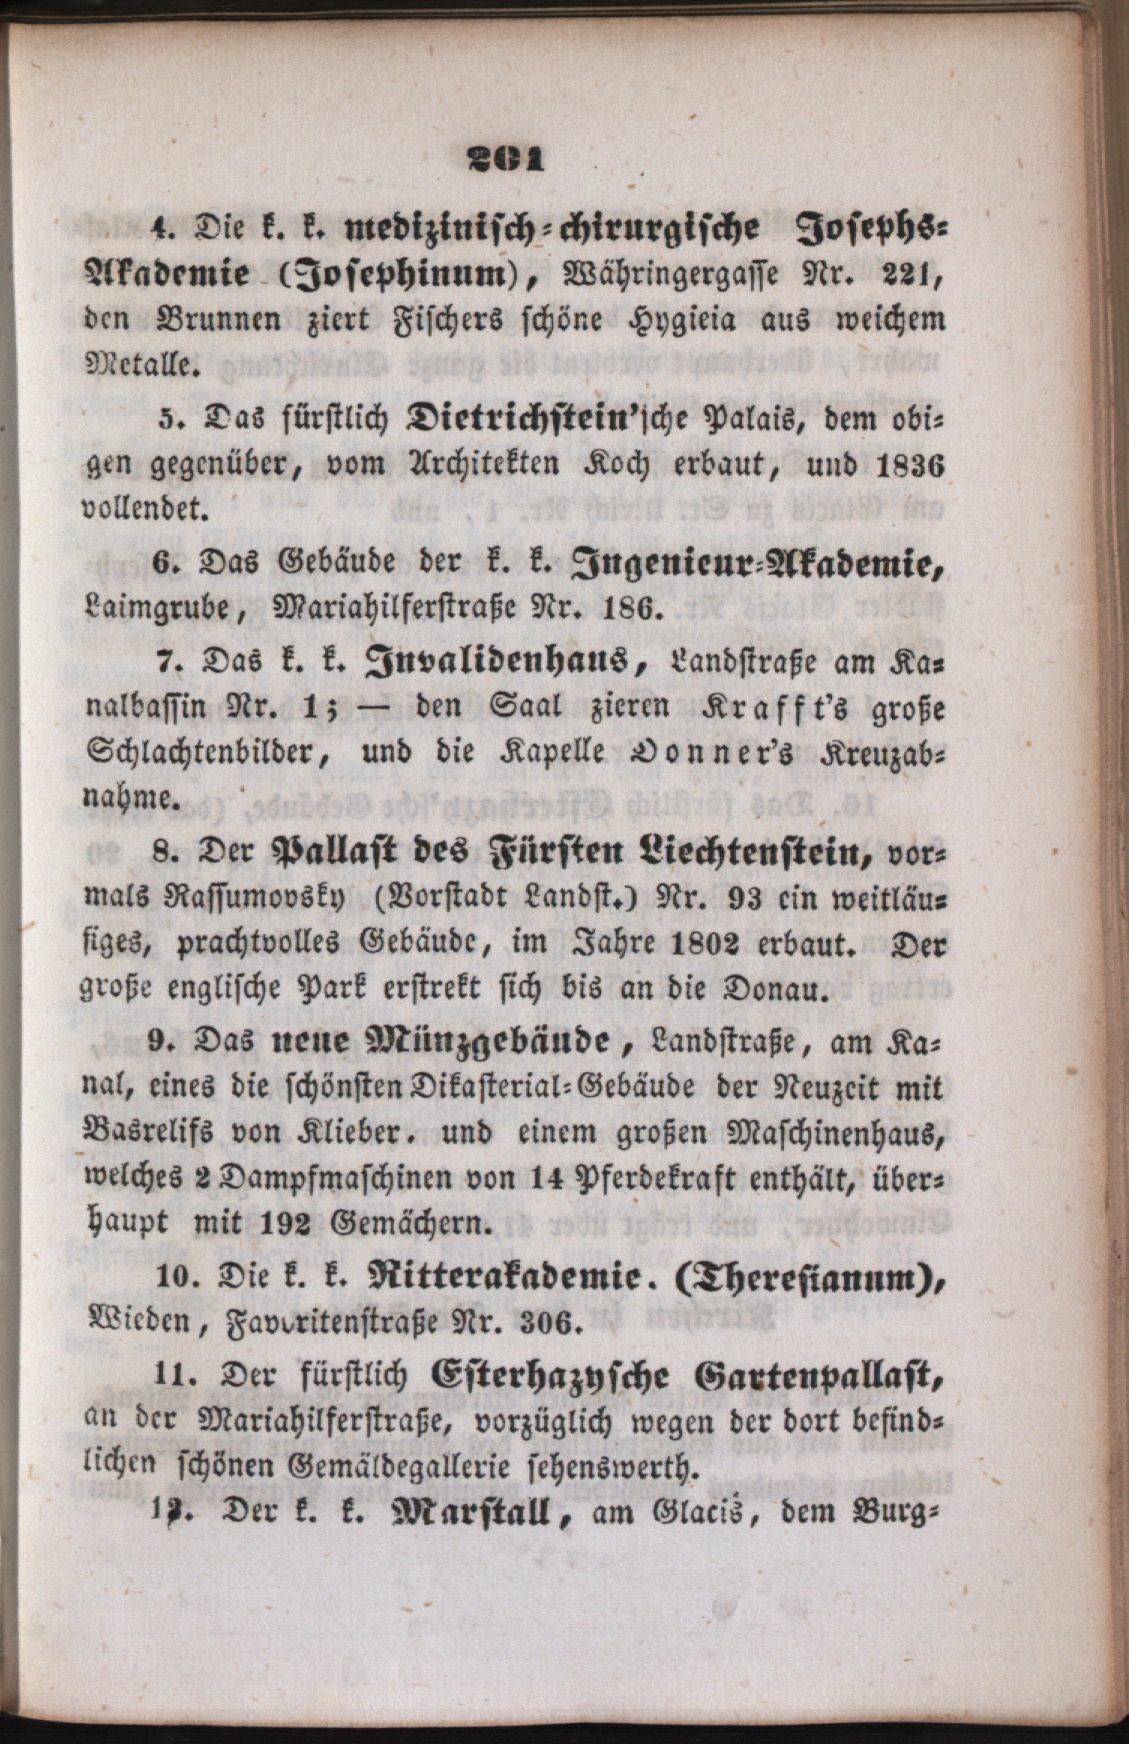 201
4. Die k. k. medizinisch-chirurgische Josephs-
Akademie (Josephinum), Währingergasse Nr. 221,
den Brunnen ziert Fischers schöne Hygieia aus weichem
Metalle.
5. Das fürstlich Dietrichstein'sche Palais, dem obi-
gen gegenüber, vom Architekten Koch erbaut, und 1836
vollendet.
6. Das Gebäude der k. k. Ingenieur-Akademie,
Laimgrube, Mariahilferstraße Nr. 186.
7. Das k. k. Invalidenhaus, Landstraße am Ka-
nalbassin Nr. 1; — den Saal zieren Krafft's große
Schlachtenbilder, und die Kapelle Donner's Kreuzab-
nahme.
8. Der Pallast des Fürsten Liechtenstein, vor-
mals Rassumovsky (Vorstadt Landst.) Nr. 93 ein weitläu-
figes, prachtvolles Gebäude, im Jahre 1802 erbaut. Der
große englische Park erstrekt sich bis an die Donau.
9. Das neue Münzgebäude, Landstraße, am Ka-
nal, eines die schönsten Dikasterial-Gebäude der Neuzeit mit
Basrelifs von Klieber. und einem großen Maschinenhaus,
welches 2 Dampfmaschinen von 14 Pferdekraft enthält, über-
haupt mit 192 Gemächern.
10. Die k. k. Ritterakademie. (Theresianum),
Wieden, Favoritenstraße Nr. 306.
11. Der fürstlich Esterhazysche Gartenpallast,
an der Mariahilferstraße, vorzüglich wegen der dort befind-
lichen schönen Gemäldegallerie sehenswerth.
12. Der k. k. Marstall, am Glacis, dem Burg-